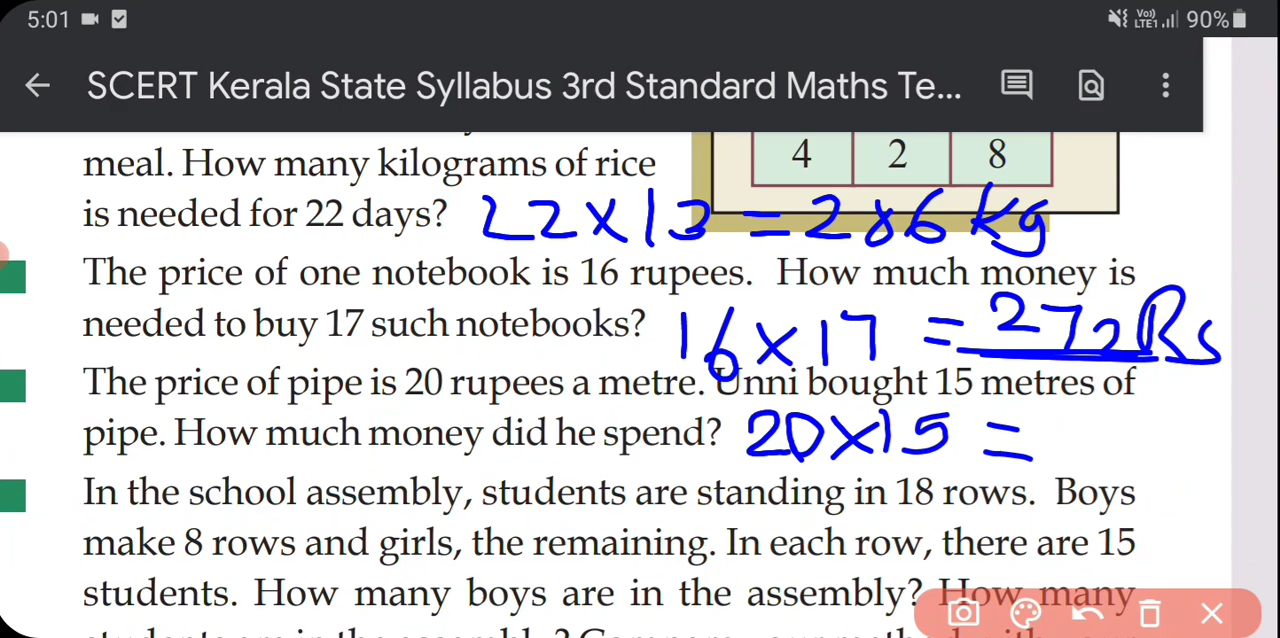 5:01 Vo) LTE1 90%
SCERT Kerala State Syllabus 3rd Standard Maths Te...
4 2 8
meal. How many kilograms of rice
is needed for 22 days? 22 × 13 = 286 kg
The price of one notebook is 16 rupees. How much money is
needed to buy 17 such notebooks? 16 × 17 = 272 Rs
The price of pipe is 20 rupees a metre. Unni bought 15 metres of
pipe. How much money did he spend? 20 × 15 =
In the school assembly, students are standing in 18 rows. Boys
make 8 rows and girls, the remaining. In each row, there are 15
students. How many boys are in the assembly? How many